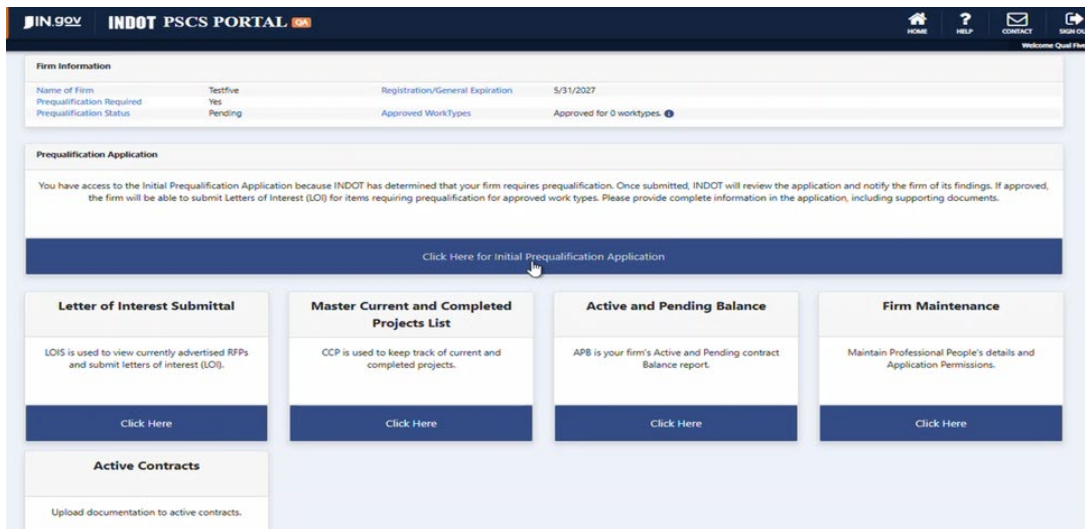 IN.gov INDOT PSCS PORTAL QA
HOME HELP CONTACT SIGN OU
Welcome Qual Five
Firm Information
Name of Firm Testfive Registration/General Expiration 5/31/2027
Prequalification Required Yes
Prequalification Status Pending Approved WorkTypes Approved for 0 worktypes.
Prequalification Application
You have access to the Initial Prequalification Application because INDOT has determined that your firm requires prequalification. Once submitted, INDOT will review the application and notify the firm of its findings. If approved,
the firm will be able to submit Letters of Interest (LOI) for items requiring prequalification for approved work types. Please provide complete information in the application, including supporting documents.
Click Here for Initial Prequalification Application
Letter of Interest Submittal
LOIS is used to view currently advertised RFPs
and submit letters of interest (LOI).
Click Here
Master Current and Completed
Projects List
CCP is used to keep track of current and
completed projects.
Click Here
Active and Pending Balance
APB is your firm's Active and Pending contract
Balance report.
Click Here
Firm Maintenance
Maintain Professional People's details and
Application Permissions.
Click Here
Active Contracts
Upload documentation to active contracts.